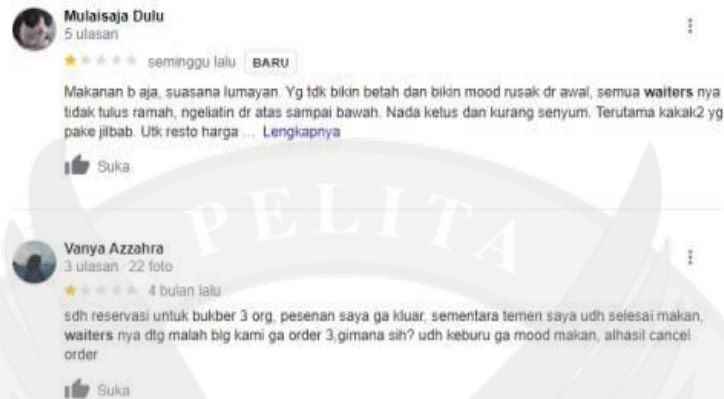 Mulaisaja Dulu
5 ulasan
seminggu lalu BARU
Makanan b aja, suasana lumayan. Yg tdk bikin betah dan bikin mood rusak dr awal, semua waiters nya
tidak tulus ramah, ngeliatin dr atas sampai bawah. Nada ketus dan kurang senyum. Terutama kakak2 yg
pake jilbab. Utk resto harga ... Lengkapnya
Suka
PELITA
Vanya Azzahra
3 ulasan · 22 foto
4 bulan lalu
sdh reservasi untuk bukber 3 org, pesenan saya ga kluar, sementara temen saya udh selesai makan,
waiters nya dtg malah blg kami ga order 3,gimana sih? udh keburu ga mood makan, alhasil cancel
order
Suka